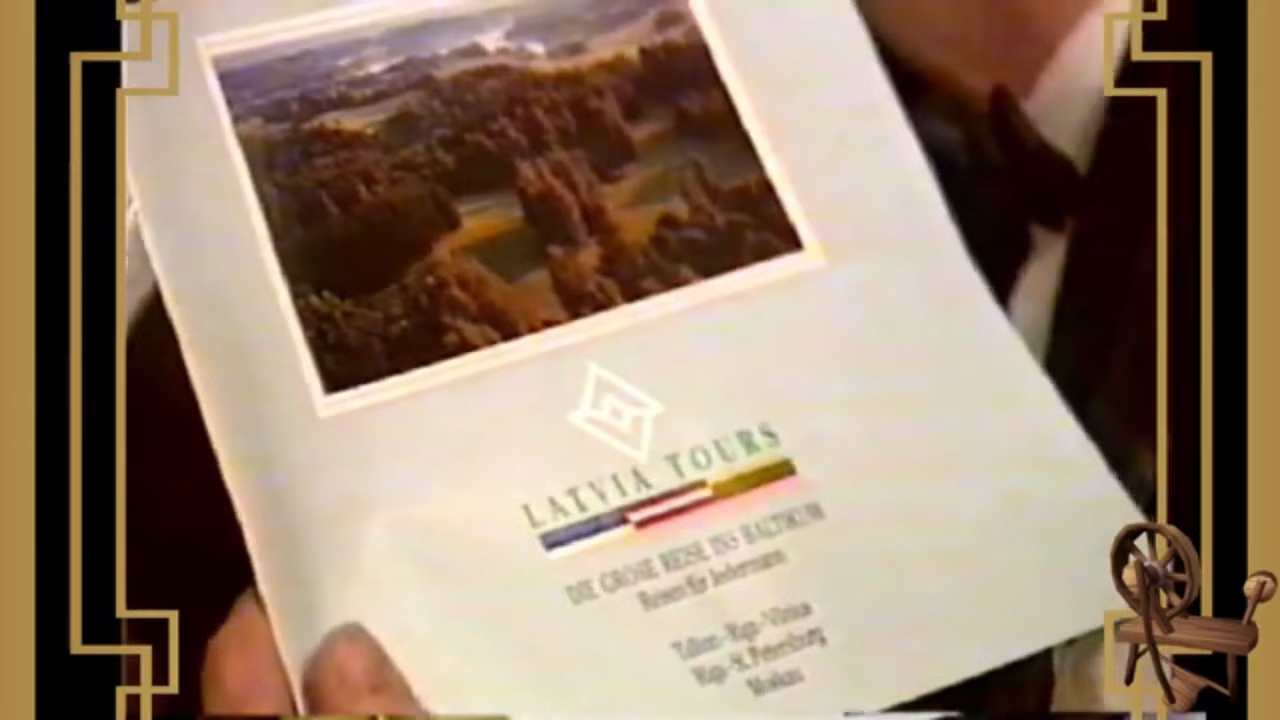 LATVIA TOURS
DIE GROSSE REISE INS BALTIKUM
Reisen für Jedermann
Tallinn - Riga - Vilnius
Riga - St. Petersburg
Moskau